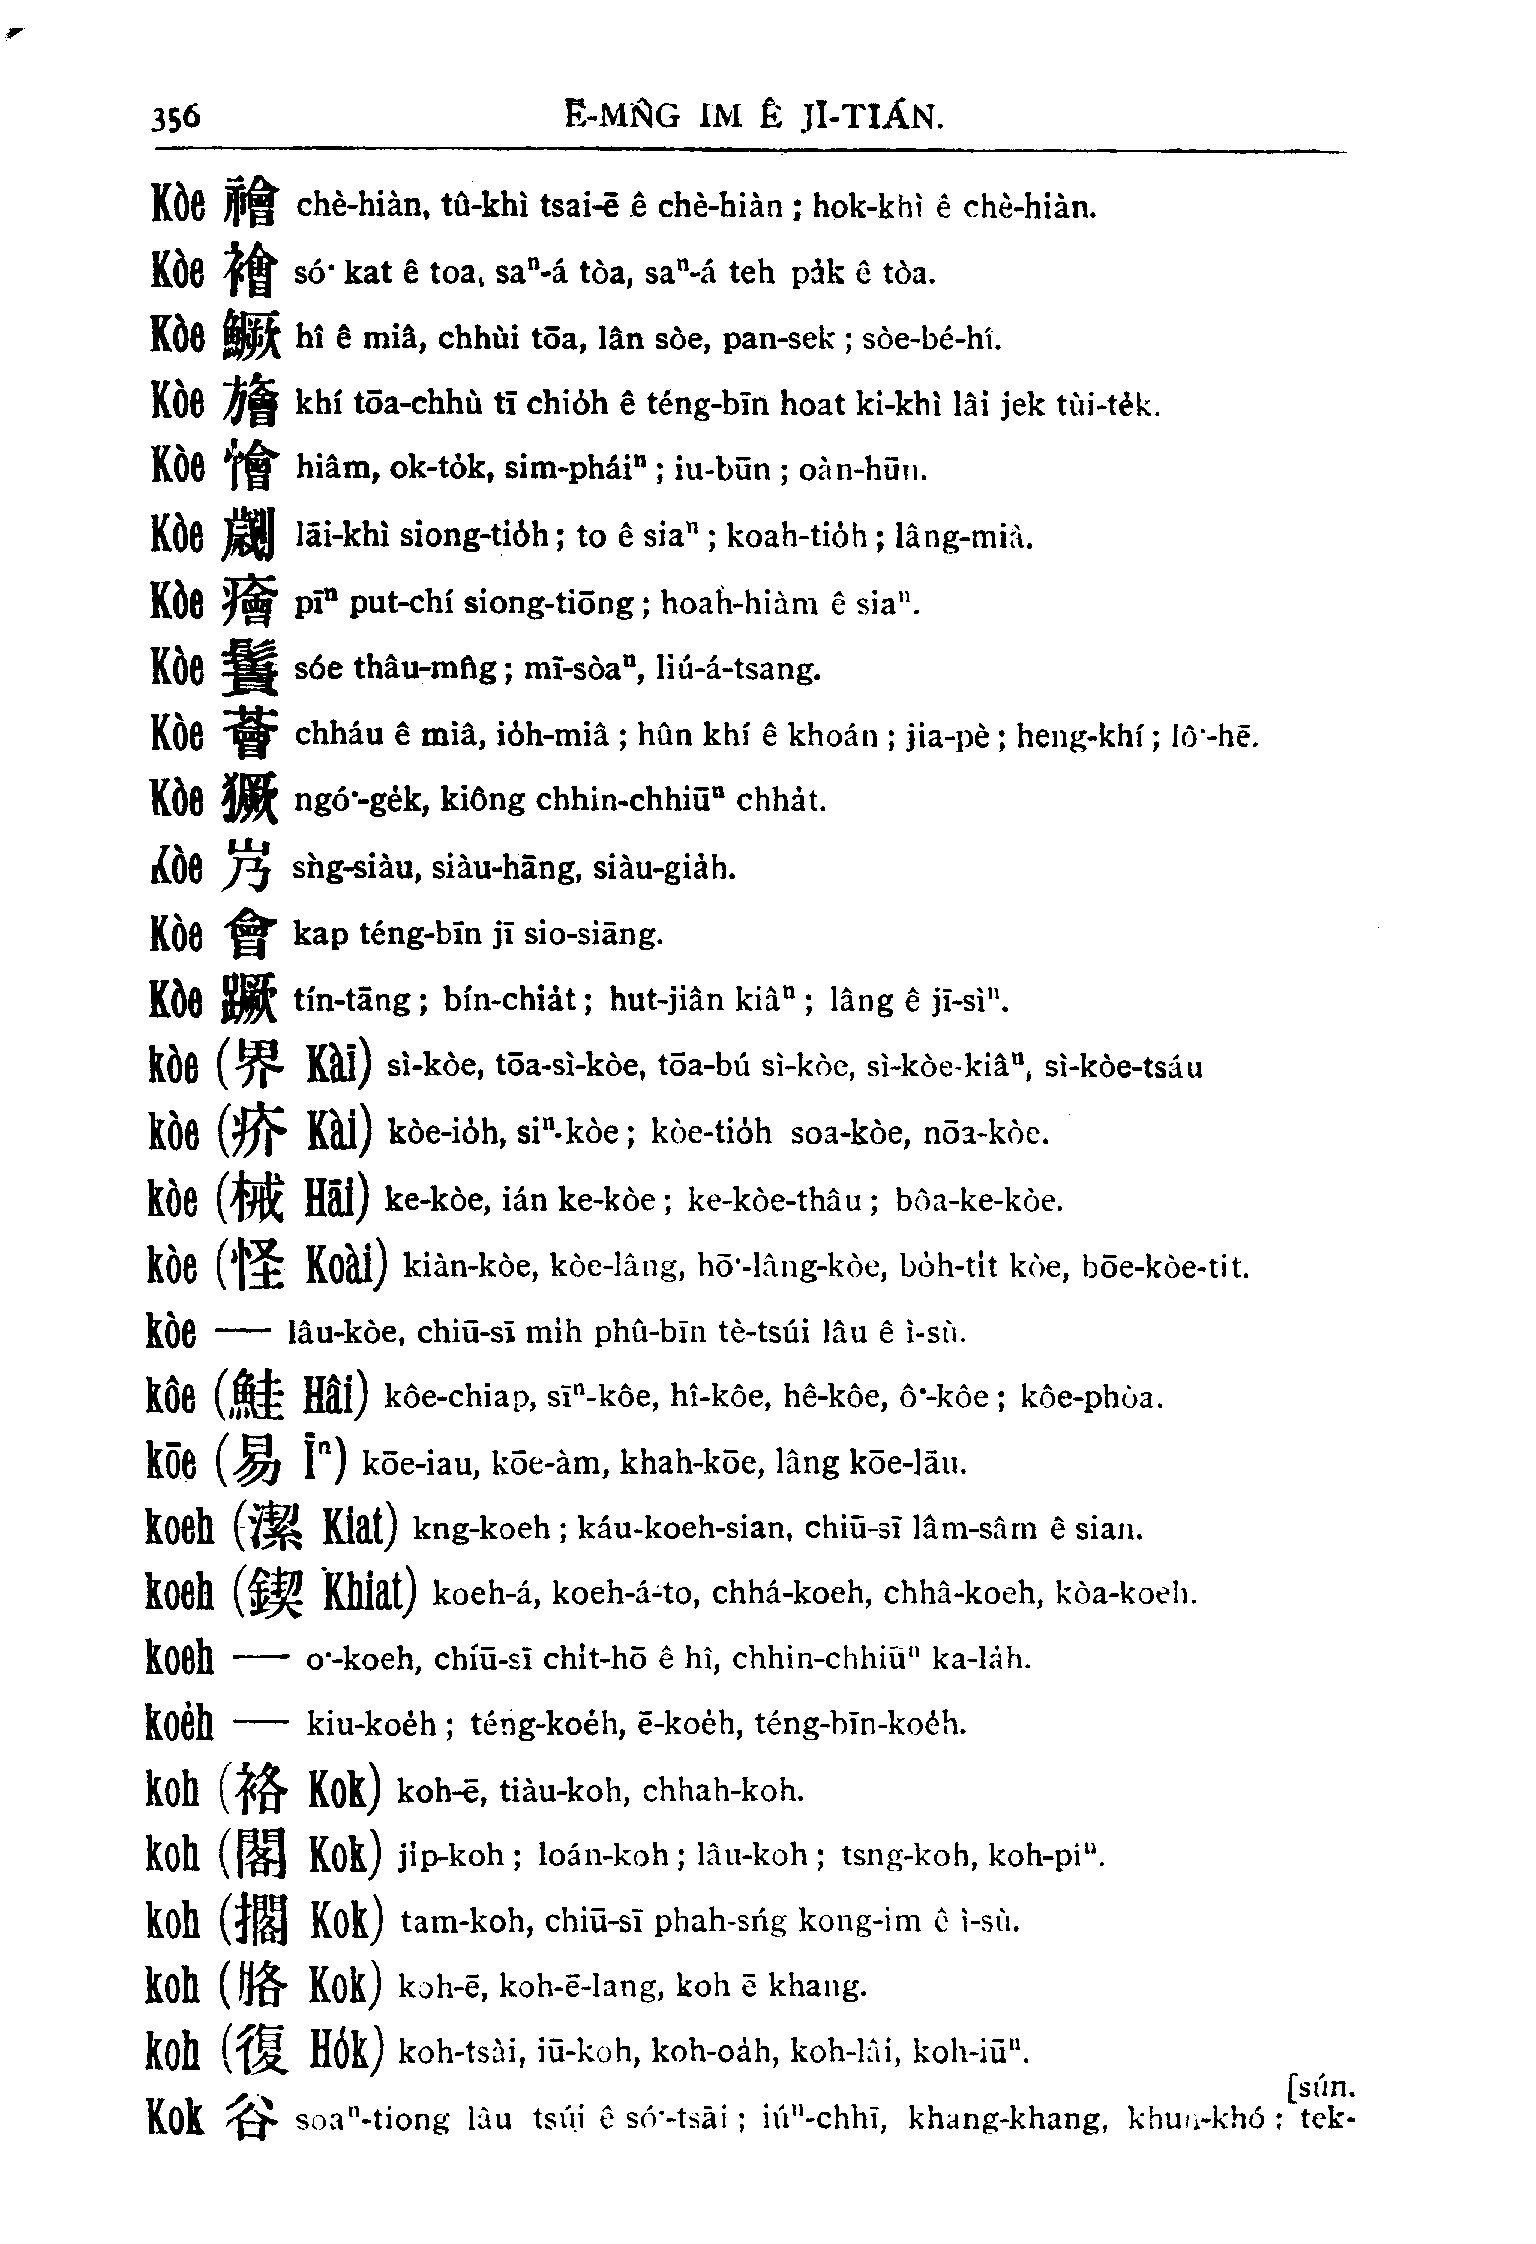 356 Ē-MN̂G IM Ê JĪ-TIÁN.
Kòe 禬 chè-hiàn, tû-khì tsai-ē ê chè-hiàn ; hok-khì ê chè-hiàn.
Kòe 襘 só͘ kat ê toa, saⁿ-á tòa, saⁿ-á teh pa̍k ê tòa.
Kòe 鱖 hî ê miâ, chhùi tōa, lân sòe, pan-sek ; sòe-bé-hí.
Kòe 旝 khí tōa-chhù tī chio̍h ê téng-bīn hoat ki-khì lâi jek tùi-te̍k.
Kòe 懀 hiâm, ok-to̍k, sim-pháiⁿ ; iu-būn ; oàn-hūn.
Kòe 劌 lāi-khì siong-tio̍h ; to ê siaⁿ ; koah-tio̍h ; lâng-mià.
Kòe 癐 pīⁿ put-chí siong-tiōng ; hoah-hiàm ê siaⁿ.
Kòe 鬠 sóe thâu-mn̂g ; mī-sòaⁿ, liú-á-tsang.
Kòe 薈 chháu ê miâ, io̍h-miâ ; hûn khí ê khoán ; jia-pè ; heng-khí ; lô͘-hē.
Kòe 獗 ngó͘-ge̍k, kiông chhin-chhiūⁿ chha̍t.
Kòe sǹg-siàu, siàu-hāng, siàu-gia̍h.
Kòe 會 kap téng-bīn jī sio-siāng.
Kòe 蹶 tín-tāng ; bín-chia̍t ; hut-jiân kiâⁿ ; lâng ê jī-sìⁿ.
kòe (界 Kài) sì-kòe, tōa-sì-kòe, tōa-bú sì-kòe, sì-kòe-kiâⁿ, sì-kòe-tsáu
kòe (疥 Kài) kòe-io̍h, siⁿ-kòe ; kòe-tio̍h soa-kòe, nōa-kòe.
kòe (械 Hāi) ke-kòe, ián ke-kòe ; ke-kòe-thâu ; bôa-ke-kòe.
kòe (怪 Koài) kiàn-kòe, kòe-lâng, hō͘-lâng-kòe, bo̍h-ti̍t kòe, bōe-kòe-tit.
kòe — lâu-kòe, chiū-sī mi̍h phû-bīn tè-tsúi lâu ê ì-sù.
kôe (鮭 Hâi) kôe-chiap, sīⁿ-kôe, hî-kôe, hê-kôe, ô͘-kôe ; kôe-phòa.
kōe (易 Īⁿ) kōe-iau, kōe-àm, khah-kōe, lâng kōe-lāu.
koeh (潔 Kiat) kng-koeh ; káu-koeh-sian, chiū-sī lâm-sâm ê sian.
koeh (鍥 Khiat) koeh-á, koeh-á-to, chhá-koeh, chhâ-koeh, kòa-koeh.
koeh — o͘-koeh, chíū-sī chi̍t-hō ê hî, chhin-chhiūⁿ ka-la̍h.
koe̍h — kiu-koe̍h ; téng-koe̍h, ē-koe̍h, téng-bīn-koe̍h.
koh (袼 Kok) koh-ē, tiàu-koh, chhah-koh.
koh (閣 Kok) ji̍p-koh ; loán-koh ; lâu-koh ; tsng-koh, koh-piⁿ.
koh (擱 Kok) tam-koh, chiū-sī phah-sńg kong-im ê ì-sù.
koh (胳 Kok) koh-ē, koh-ē-lang, koh ē khang.
koh (復 Hók) koh-tsài, iū-koh, koh-oa̍h, koh-lâi, koh-iūⁿ.
[sún.
Kok 谷 soaⁿ-tiong lâu tsúi ê só͘-tsāi ; iúⁿ-chhī, khang-khang, khun-khó ; tek-